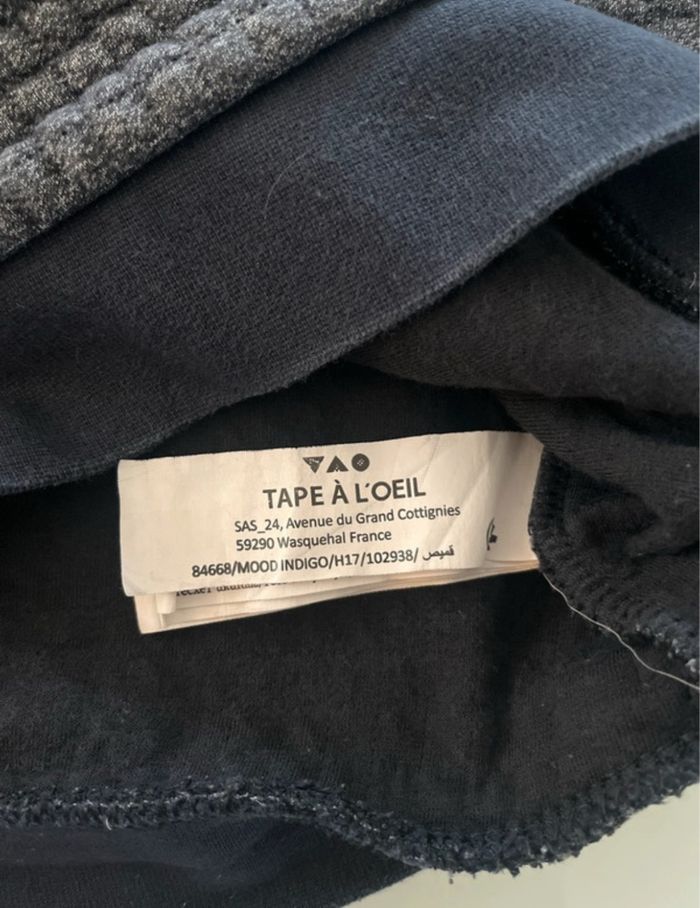 TAPE À L'OEIL
SAS_24, Avenue du Grand Cottignies
59290 Wasquehal France
84668/MOOD INDIGO/H17/102938/ قميص